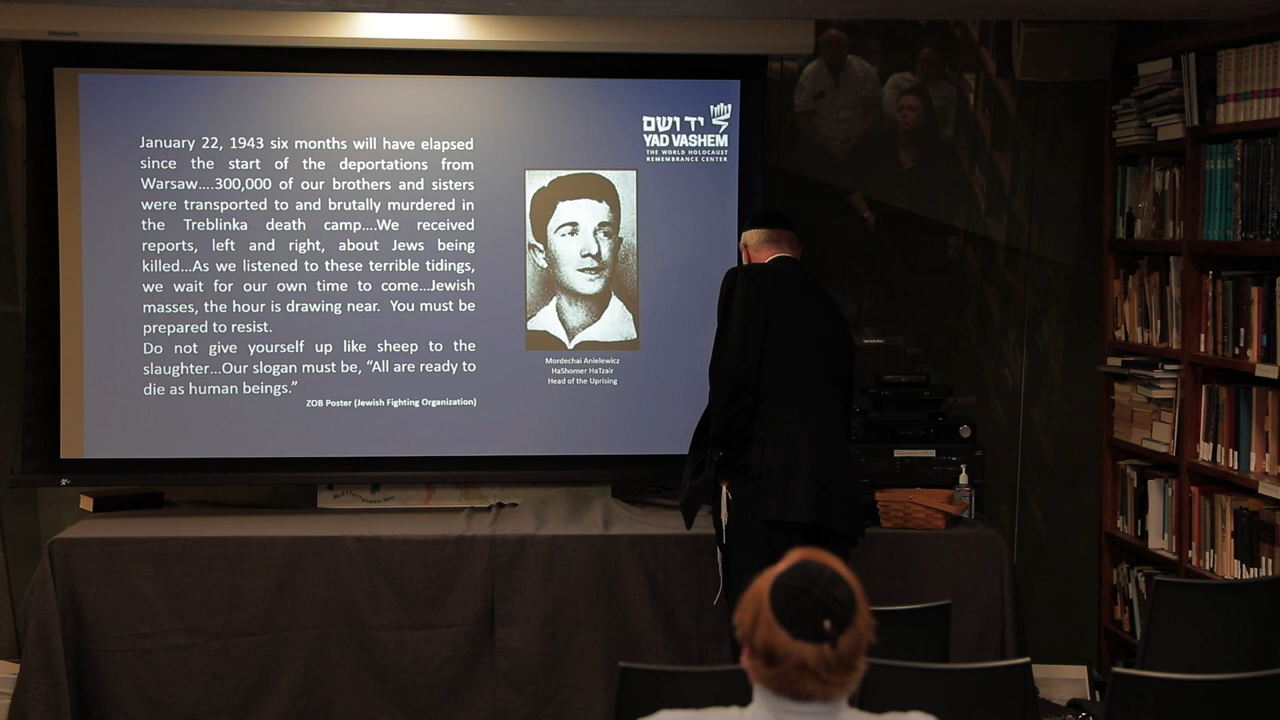 January 22, 1943 six months will have elapsed
since the start of the deportations from
Warsaw....300,000 of our brothers and sisters
were transported to and brutally murdered in
the Treblinka death camp....We received
reports, left and right, about Jews being
killed...As we listened to these terrible tidings,
we wait for our own time to come...Jewish
masses, the hour is drawing near. You must be
prepared to resist.
Do not give yourself up like sheep to the
slaughter...Our slogan must be, “All are ready to
die as human beings.”
ZOB Poster (Jewish Fighting Organization)
יד ושם
YAD VASHEM
THE WORLD HOLOCAUST
REMEMBRANCE CENTER
Mordechai Anielewicz
HaShomer HaTzair
Head of the Uprising